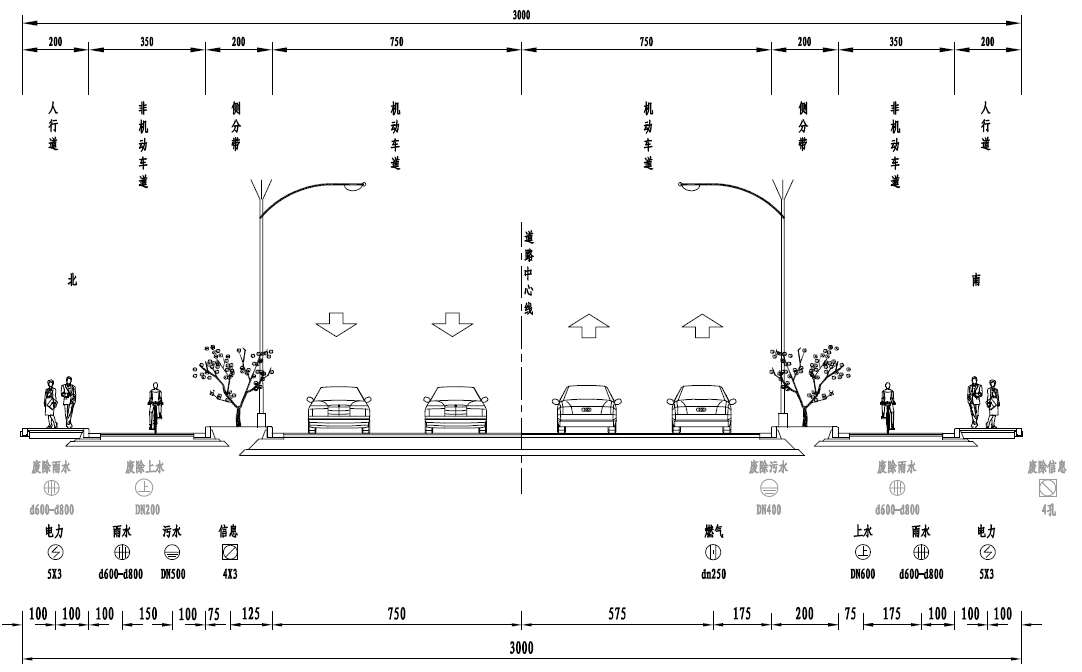 3000
200 350 200 750 750 200 350 200
人行道 非机动车道 侧分带 机动车道 机动车道 侧分带 非机动车道 人行道
道路中心线
北 南
废除雨水 废除上水 废除污水 废除雨水 废除信息
上
d600-d800 DN200 DN400 d600-d800 4孔
电力 雨水 污水 信息 燃气 上水 雨水 电力
上
5X3 d600-d800 DN500 4X3 dn250 DN600 d600-d800 5X3
100 100 100 150 100 75 125 750 575 175 200 75 175 100 100 100
3000